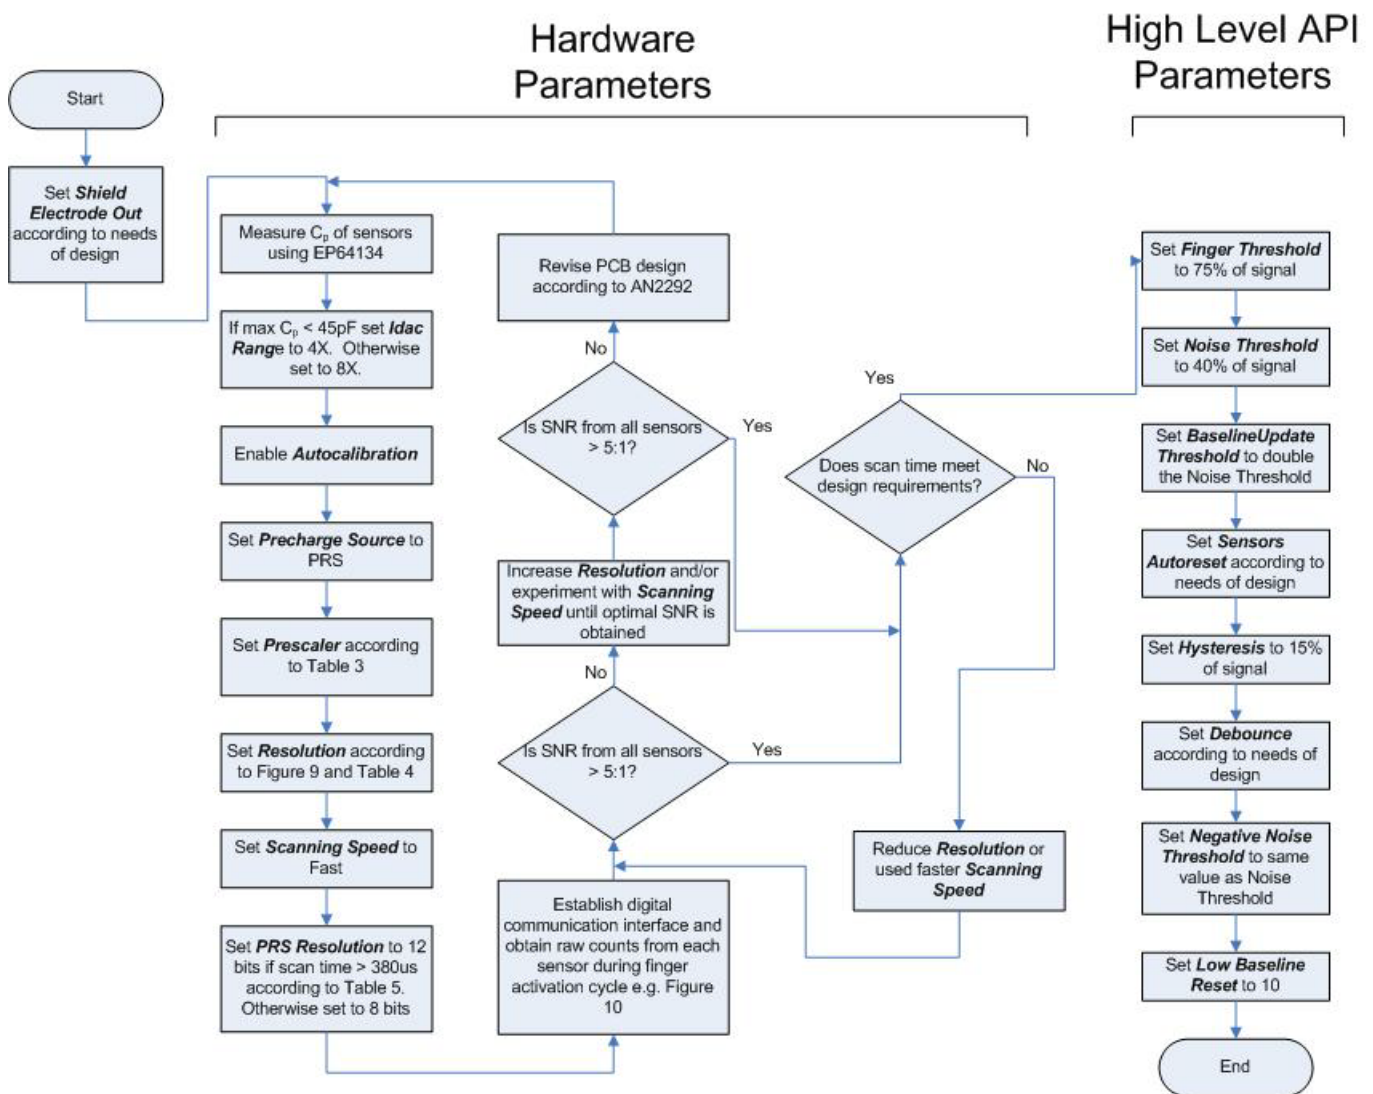 Hardware
Parameters
High Level API
Parameters
Start
Set Shield
Electrode Out
according to needs
of design
Measure Cp of sensors
using EP64134
If max Cp < 45pF set Idac
Range to 4X. Otherwise
set to 8X.
Enable Autocalibration
Set Precharge Source to
PRS
Set Prescaler according
to Table 3
Set Resolution according
to Figure 9 and Table 4
Set Scanning Speed to
Fast
Set PRS Resolution to 12
bits if scan time > 380us
according to Table 5.
Otherwise set to 8 bits
Revise PCB design
according to AN2292
No
Is SNR from all sensors
> 5:1?
Yes
Increase Resolution and/or
experiment with Scanning
Speed until optimal SNR is
obtained
No
Is SNR from all sensors
> 5:1?
Yes
Establish digital
communication interface and
obtain raw counts from each
sensor during finger
activation cycle e.g. Figure
10
Yes
Does scan time meet
design requirements?
No
Reduce Resolution or
used faster Scanning
Speed
Set Finger Threshold
to 75% of signal
Set Noise Threshold
to 40% of signal
Set BaselineUpdate
Threshold to double
the Noise Threshold
Set Sensors
Autoreset according to
needs of design
Set Hysteresis to 15%
of signal
Set Debounce
according to needs of
design
Set Negative Noise
Threshold to same
value as Noise
Threshold
Set Low Baseline
Reset to 10
End